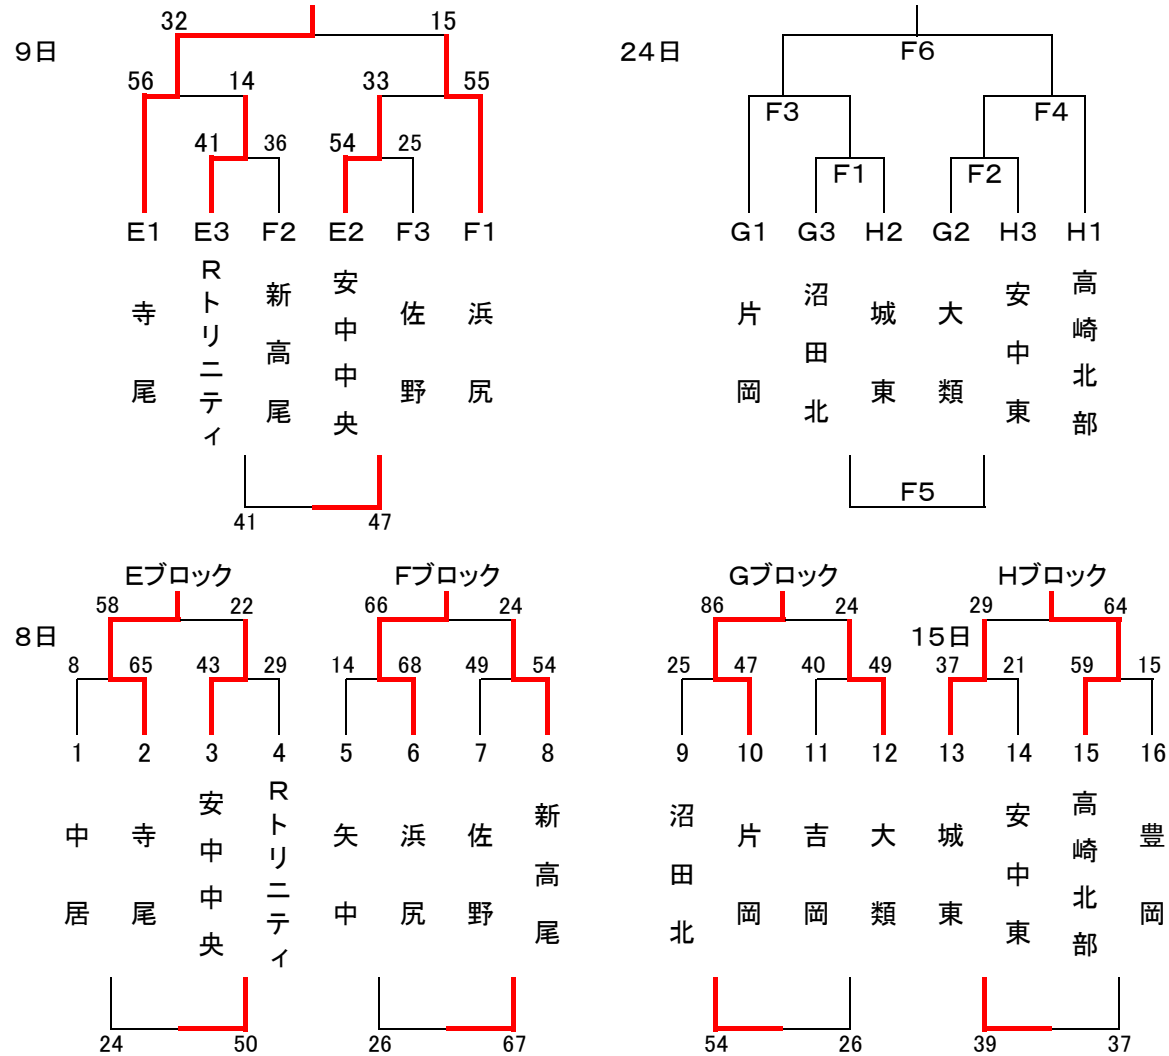 32 15
9日 24日 F6
56 14 33 55
F3 F4
41 36 54 25
F1 F2
E1 E3 F2 E2 F3 F1 G1 G3 H2 G2 H3 H1
寺尾
Rトリニティ
新高尾
安中中央
佐野
浜尻
片岡
沼田北
城東
大類
安中東
高崎北部
F5
41 47
Eブロック Fブロック Gブロック Hブロック
58 22 66 24 86 24 29 64
8日 15日
8 65 43 29 14 68 49 54 25 47 40 49 37 21 59 15
1 2 3 4 5 6 7 8 9 10 11 12 13 14 15 16
中居
寺尾
安中中央
Rトリニティ
矢中
浜尻
佐野
新高尾
沼田北
片岡
吉岡
大類
城東
安中東
高崎北部
豊岡
24 50 26 67 54 26 39 37